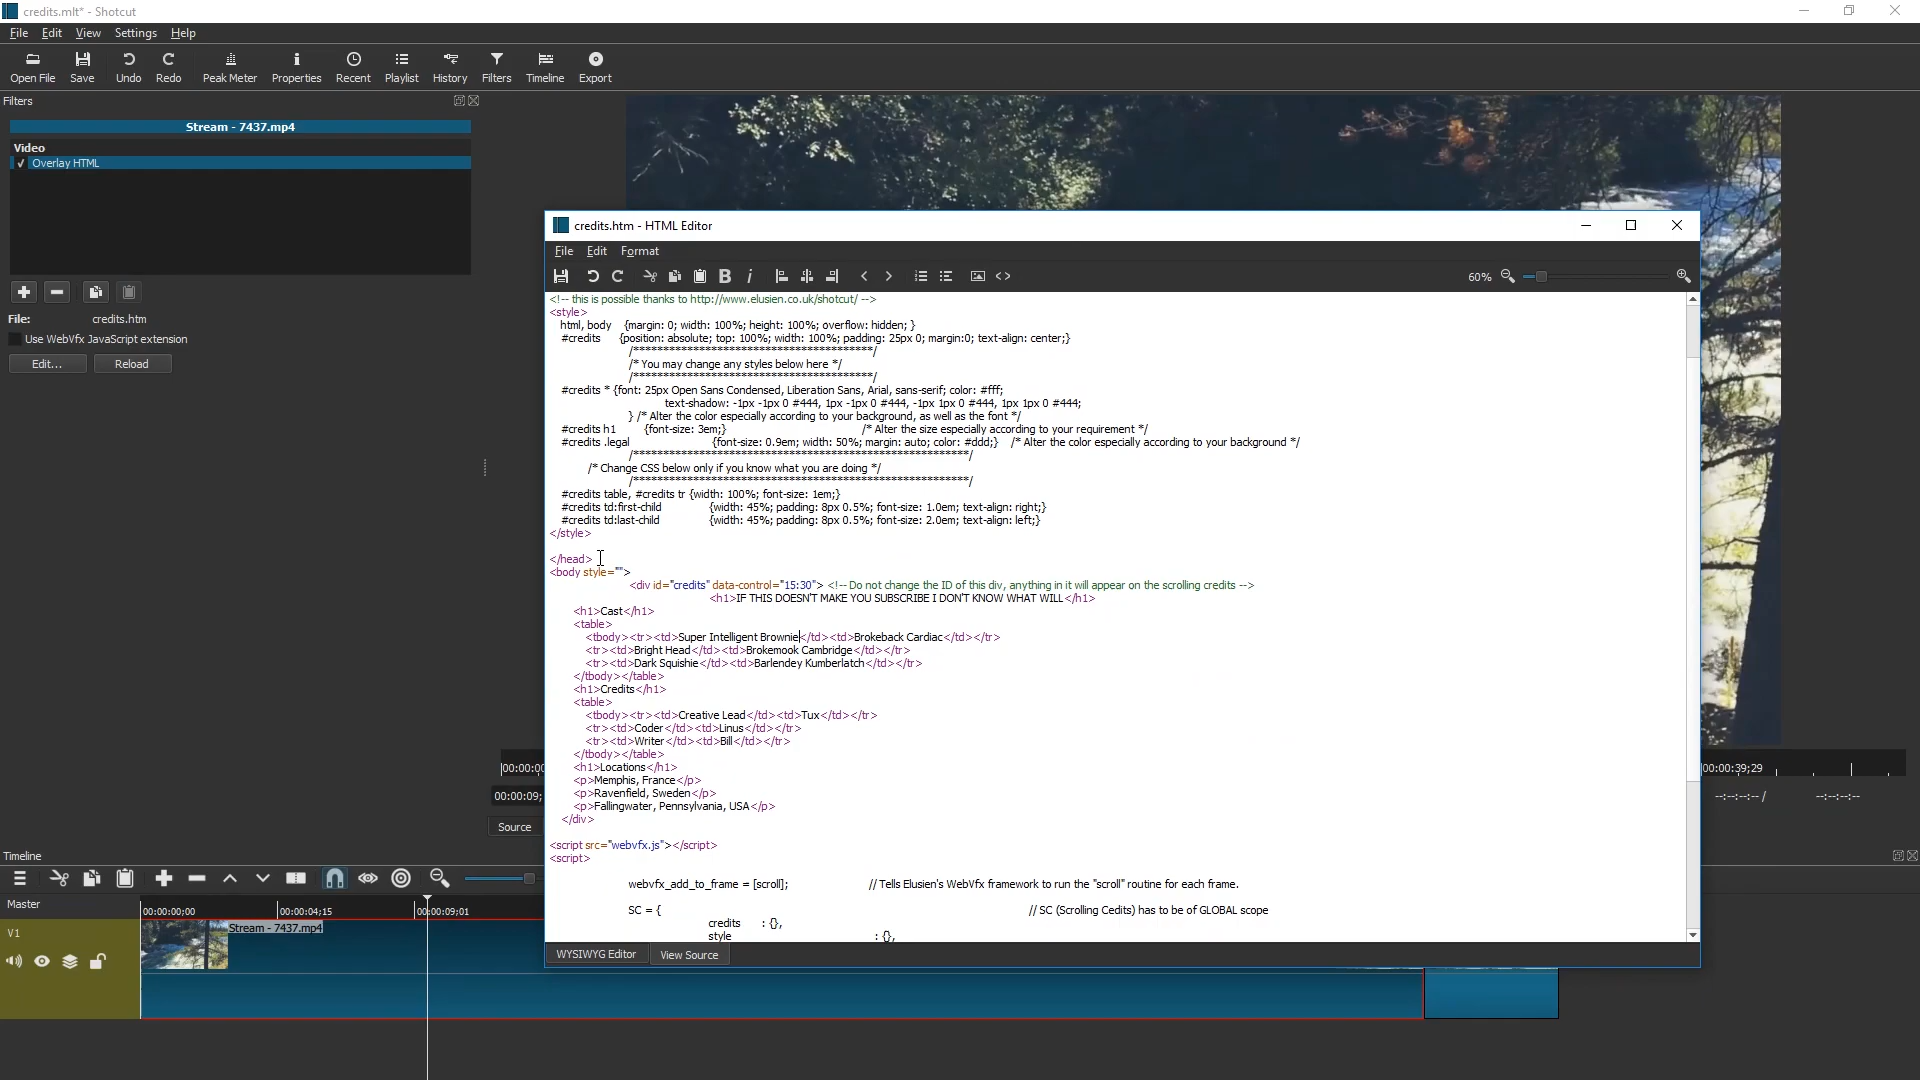 credits.mlt* - Shotcut
File Edit View Settings Help
Open File Save Undo Redo Peak Meter Properties Recent Playlist History Filters Timeline Export
Filters
Stream - 7437.mp4
Video
✓ Overlay HTML
File: credits.htm
Use WebVfx JavaScript extension
Edit... Reload
credits.htm - HTML Editor
File Edit Format
60%
<!-- this is possible thanks to http://www.elusien.co.uk/shotcut/ -->
<style>
html, body {margin: 0; width: 100%; height: 100%; overflow: hidden; }
#credits {position: absolute; top: 100%; width: 100%; padding: 25px 0; margin:0; text-align: center;}
/****************************************/
/* You may change any styles below here */
/****************************************/
#credits * {font: 25px Open Sans Condensed, Liberation Sans, Arial, sans-serif; color: #fff;
text-shadow: -1px -1px 0 #444, 1px -1px 0 #444, -1px 1px 0 #444, 1px 1px 0 #444;
} /* Alter the color especially according to your background, as well as the font */
#credits h1 {font-size: 3em;} /* Alter the size especially according to your requirement */
#credits .legal {font-size: 0.9em; width: 50%; margin: auto; color: #ddd;} /* Alter the color especially according to your background */
/********************************************************/
/* Change CSS below only if you know what you are doing */
/********************************************************/
#credits table, #credits tr {width: 100%; font-size: 1em;}
#credits td:first-child {width: 45%; padding: 8px 0.5%; font-size: 1.0em; text-align: right;}
#credits td:last-child {width: 45%; padding: 8px 0.5%; font-size: 2.0em; text-align: left;}
</style>
</head>
<body style="">
<div id="credits" data-control="15:30"> <!-- Do not change the ID of this div, anything in it will appear on the scrolling credits -->
<h1>IF THIS DOESN'T MAKE YOU SUBSCRIBE I DON'T KNOW WHAT WILL</h1>
<h1>Cast</h1>
<table>
<tbody><tr><td>Super Intelligent Brownie</td><td>Brokeback Cardiac</td></tr>
<tr><td>Bright Head</td><td>Brokemook Cambridge</td></tr>
<tr><td>Dark Squishie</td><td>Barlendey Kumberlatch</td></tr>
</tbody></table>
<h1>Credits</h1>
<table>
<tbody><tr><td>Creative Lead</td><td>Tux</td></tr>
<tr><td>Coder</td><td>Linus</td></tr>
<tr><td>Writer</td><td>Bill</td></tr>
</tbody></table>
<h1>Locations</h1>
<p>Memphis, France</p>
<p>Ravenfield, Sweden</p>
<p>Fallingwater, Pennsylvania, USA</p>
</div>
<script src="webvfx.js"></script>
<script>
webvfx_add_to_frame = [scroll]; // Tells Elusien's WebVfx framework to run the "scroll" routine for each frame.
SC = { // SC (Scrolling Cedits) has to be of GLOBAL scope
credits : {},
style : {},
WYSIWYG Editor View Source
00:00:00 00:00:39;29
00:00:09; --:--:--:-- / --:--:--:--
Source
Timeline
Master 00:00:00;00 00:00:04;15 00:00:09;01
V1 Stream - 7437.mp4